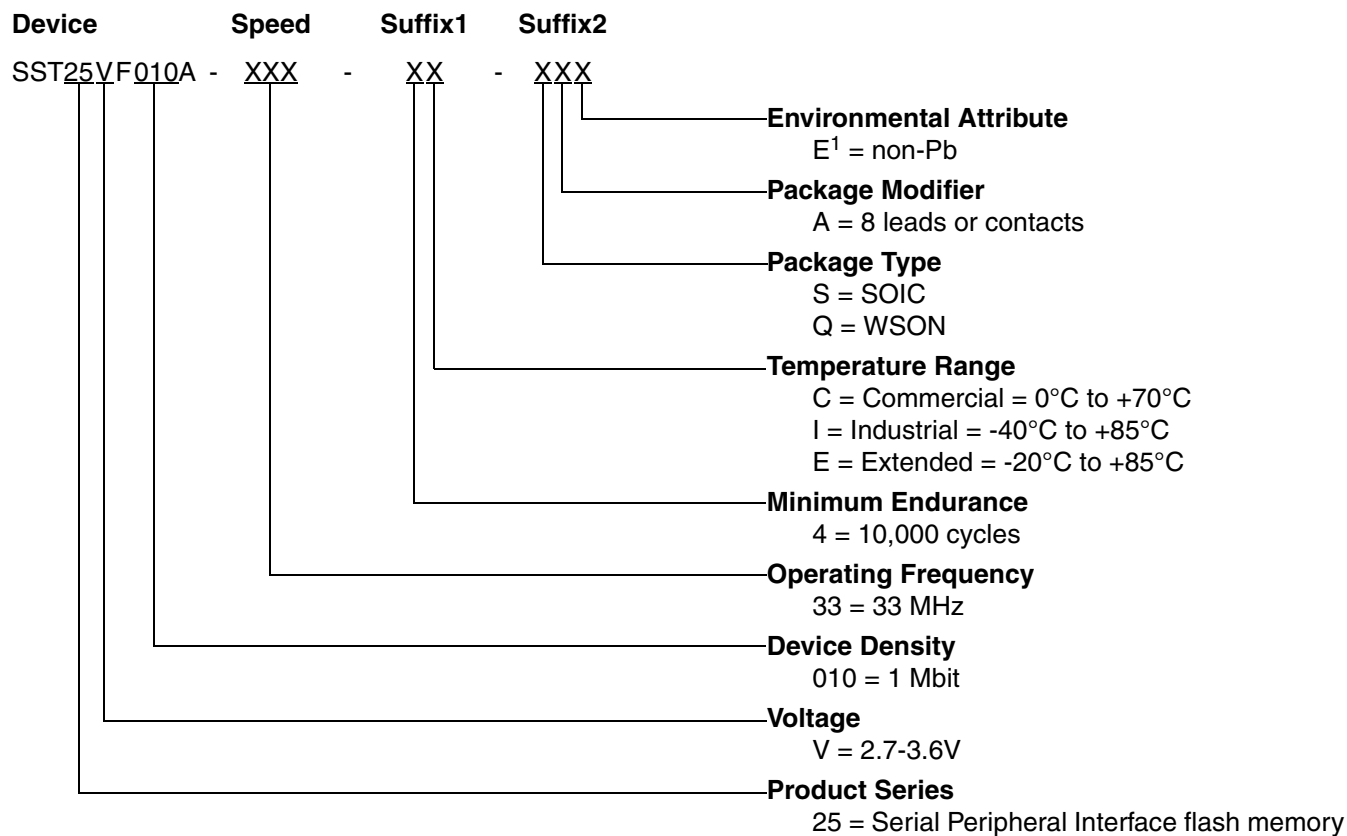 Device Speed Suffix1 Suffix2
SST25VF010A - XXX - XX - XXX
Environmental Attribute
E1 = non-Pb
Package Modifier
A = 8 leads or contacts
Package Type
S = SOIC
Q = WSON
Temperature Range
C = Commercial = 0°C to +70°C
I = Industrial = -40°C to +85°C
E = Extended = -20°C to +85°C
Minimum Endurance
4 = 10,000 cycles
Operating Frequency
33 = 33 MHz
Device Density
010 = 1 Mbit
Voltage
V = 2.7-3.6V
Product Series
25 = Serial Peripheral Interface flash memory